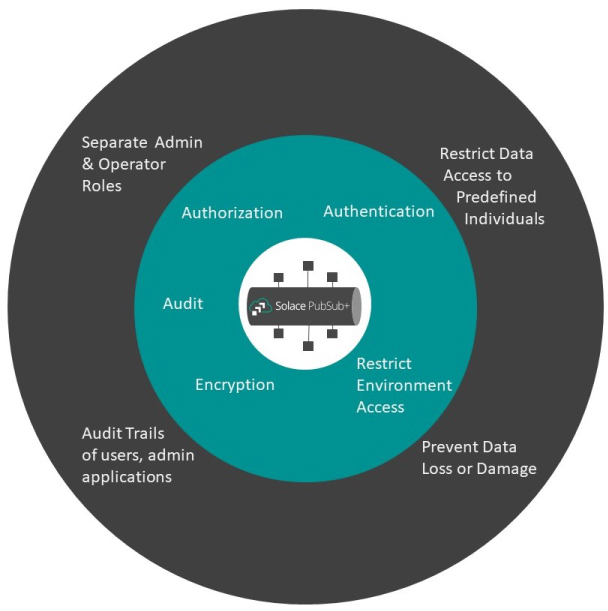 Separate Admin
& Operator
Roles
Restrict Data
Access to
Predefined
Individuals
Authorization
Authentication
Audit
Solace PubSub+
Encryption
Restrict
Environment
Access
Audit Trails
of users, admin
applications
Prevent Data
Loss or Damage